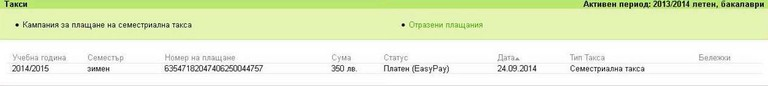 Такси Активен период: 2013/2014 летен, бакалаври
Кампания за плащане на семестриална такса Отразени плащания
Учебна година Семестър Номер на плащане Сума Статус Дата Тип Такса Бележки
2014/2015 зимен 63547182047406250044757 350 лв. Платен (EasyPay) 24.09.2014 Семестриална такса